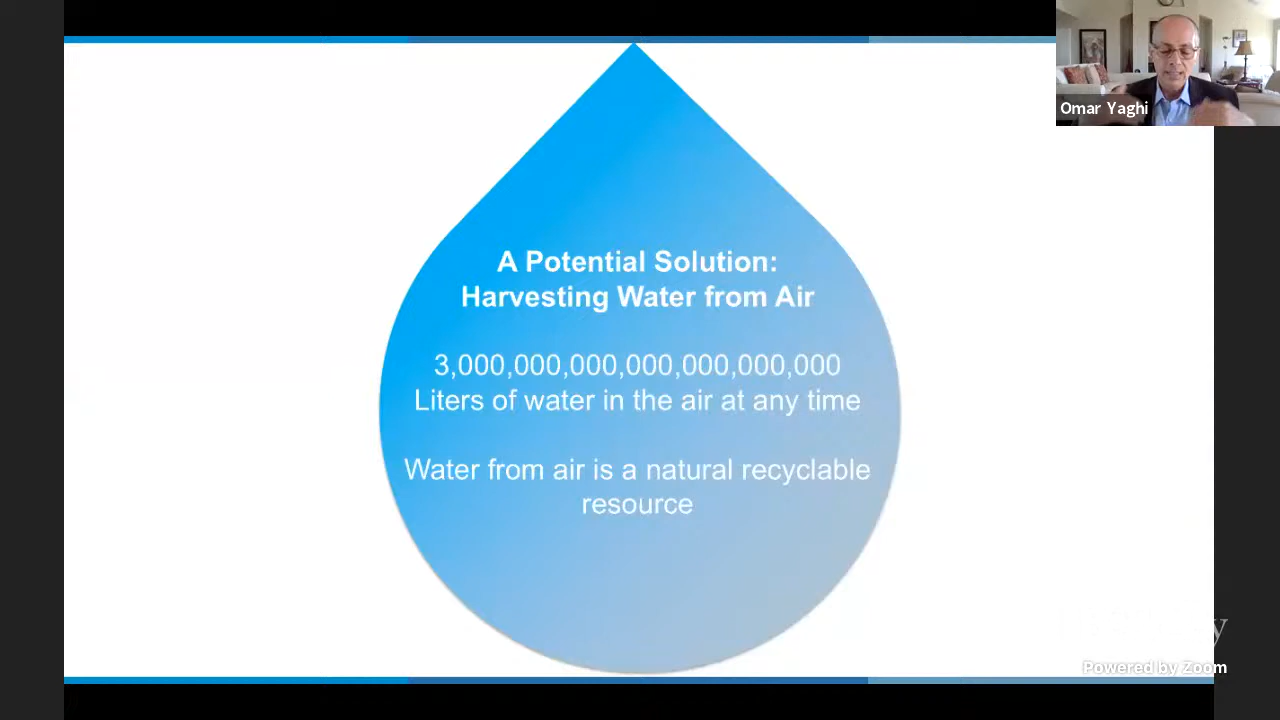 Omar Yaghi
A Potential Solution:
Harvesting Water from Air
3,000,000,000,000,000,000,000
Liters of water in the air at any time
Water from air is a natural recyclable
resource
Powered by Zoom